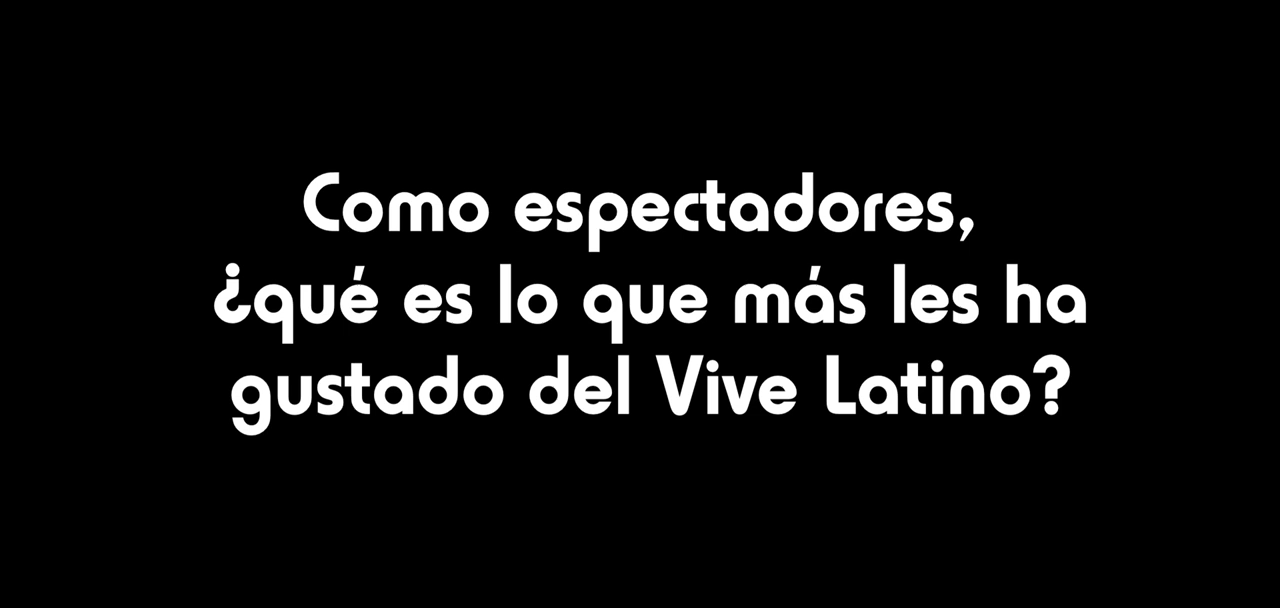 Como espectadores,
¿qué es lo que más les ha
gustado del Vive Latino?